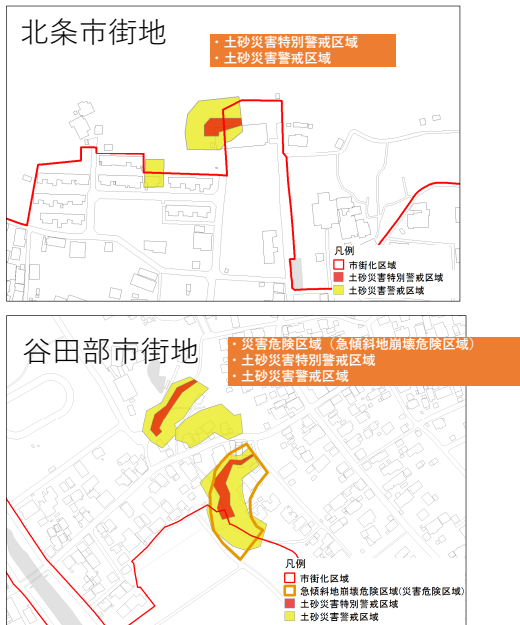 北条市街地
・土砂災害特別警戒区域
・土砂災害警戒区域
凡例
市街化区域
土砂災害特別警戒区域
土砂災害警戒区域
谷田部市街地
・災害危険区域（急傾斜地崩壊危険区域）
・土砂災害特別警戒区域
・土砂災害警戒区域
凡例
市街化区域
急傾斜地崩壊危険区域(災害危険区域)
土砂災害特別警戒区域
土砂災害警戒区域